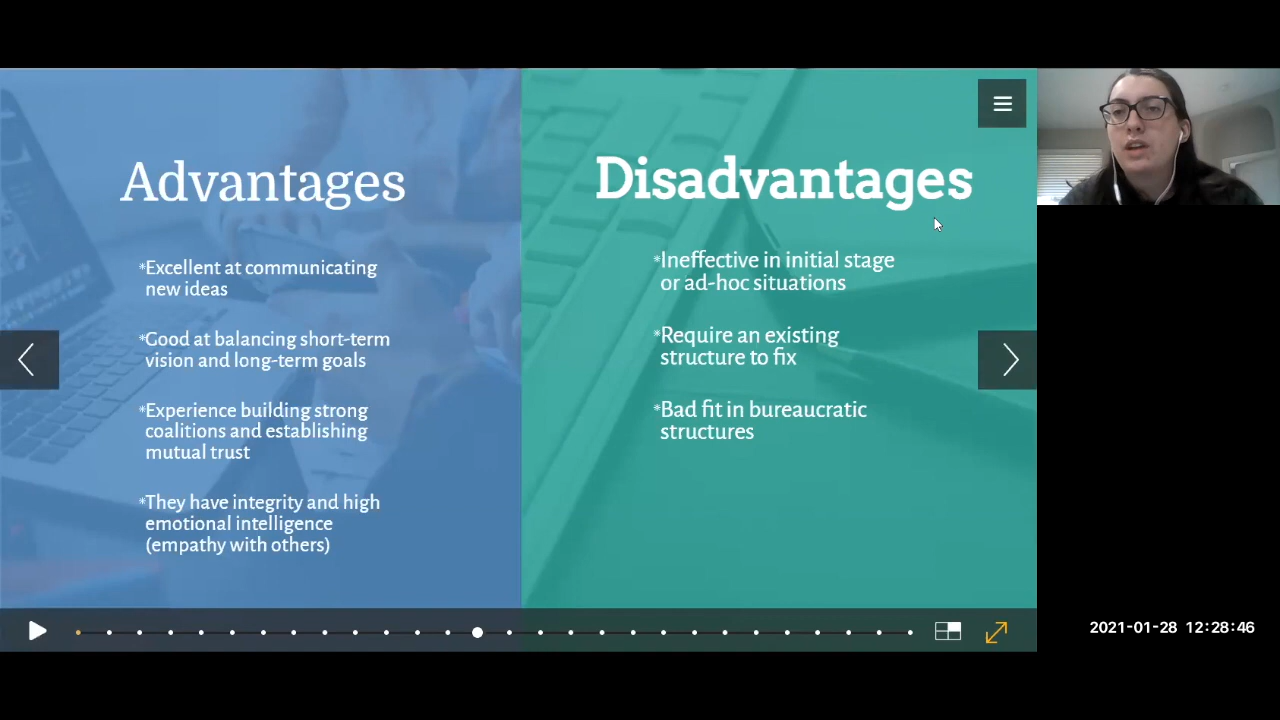 Advantages
*Excellent at communicating
new ideas
*Good at balancing short-term
vision and long-term goals
*Experience building strong
coalitions and establishing
mutual trust
*They have integrity and high
emotional intelligence
(empathy with others)
Disadvantages
*Ineffective in initial stage
or ad-hoc situations
*Require an existing
structure to fix
*Bad fit in bureaucratic
structures
2021-01-28 12:28:46